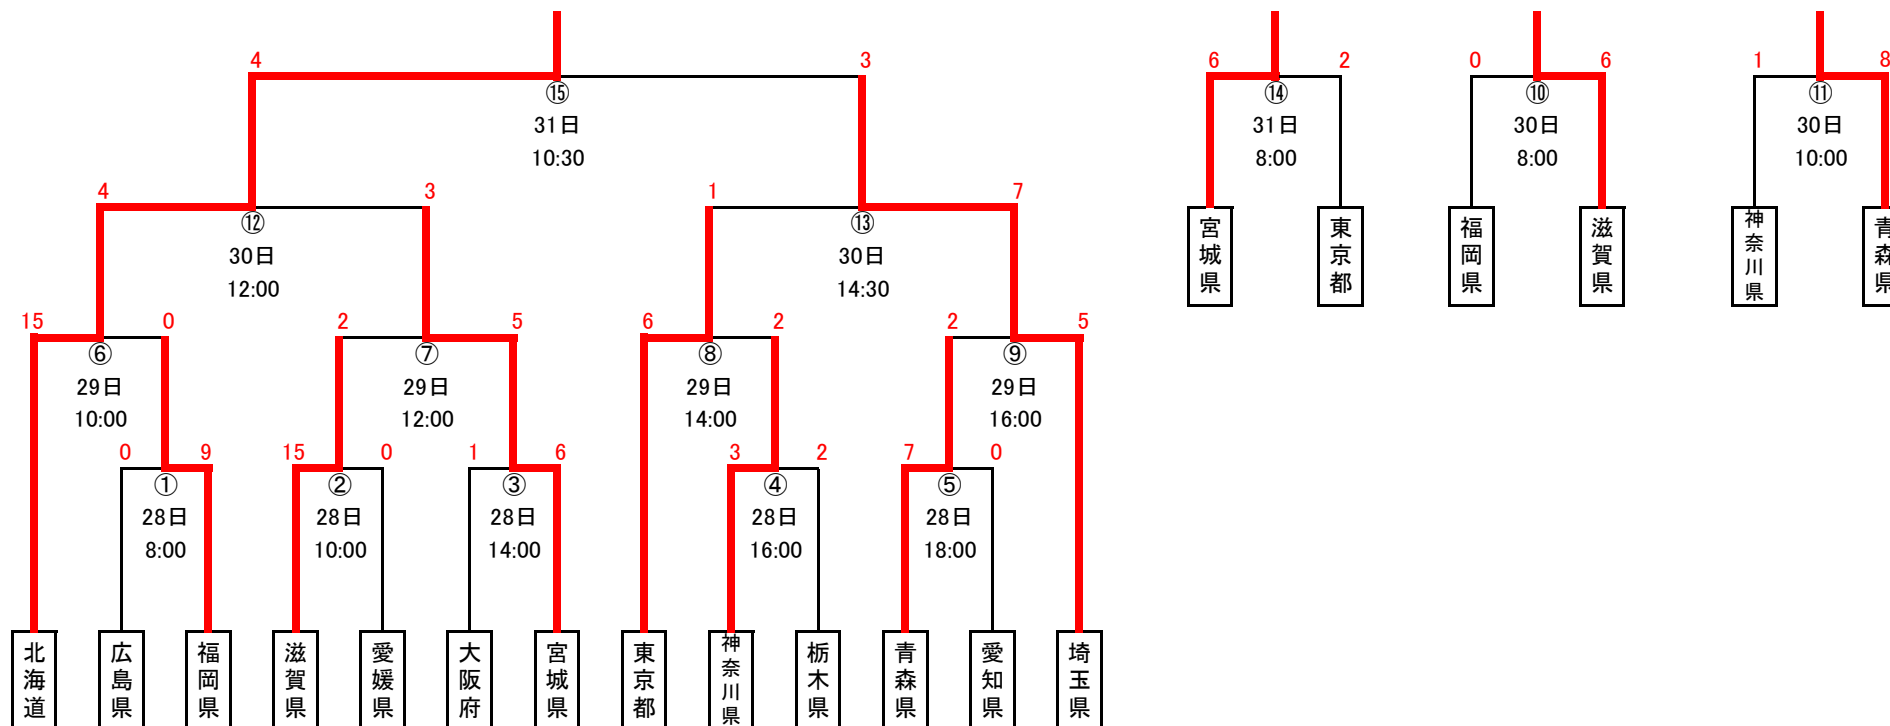 4 3 6 2 0 6 1 8
⑮ ⑭ ⑩ ⑪
31日 31日 30日 30日
10:30 8:00 8:00 10:00
4 3 1 7
⑫ ⑬
30日 30日
12:00 14:30
宮城県 東京都 福岡県 滋賀県 神奈川県 青森県
15 0 2 5 6 2 2 5
⑥ ⑦ ⑧ ⑨
29日 29日 29日 29日
10:00 12:00 14:00 16:00
0 9 15 0 1 6 3 2 7 0
① ② ③ ④ ⑤
28日 28日 28日 28日 28日
8:00 10:00 14:00 16:00 18:00
北海道 広島県 福岡県 滋賀県 愛媛県 大阪府 宮城県 東京都 神奈川県 栃木県 青森県 愛知県 埼玉県